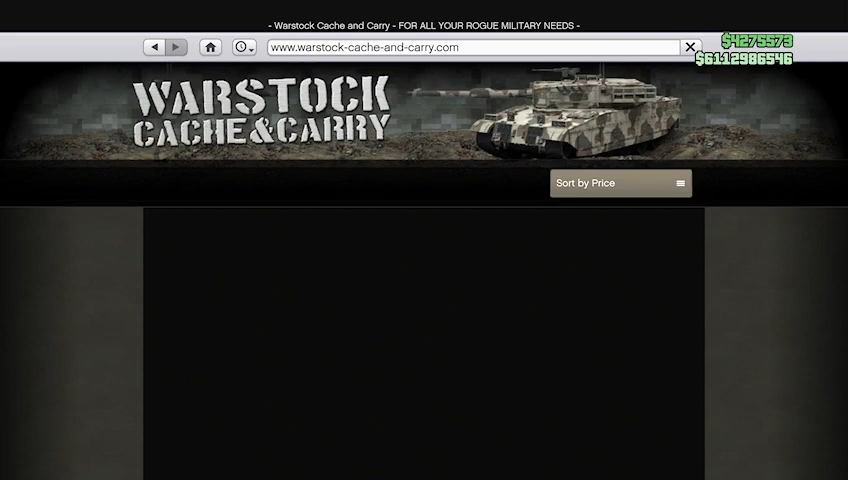 - Warstock Cache and Carry - FOR ALL YOUR ROGUE MILITARY NEEDS -
www.warstock-cache-and-carry.com
$4275573
$6112986546
WARSTOCK
CACHE&CARRY
Sort by Price